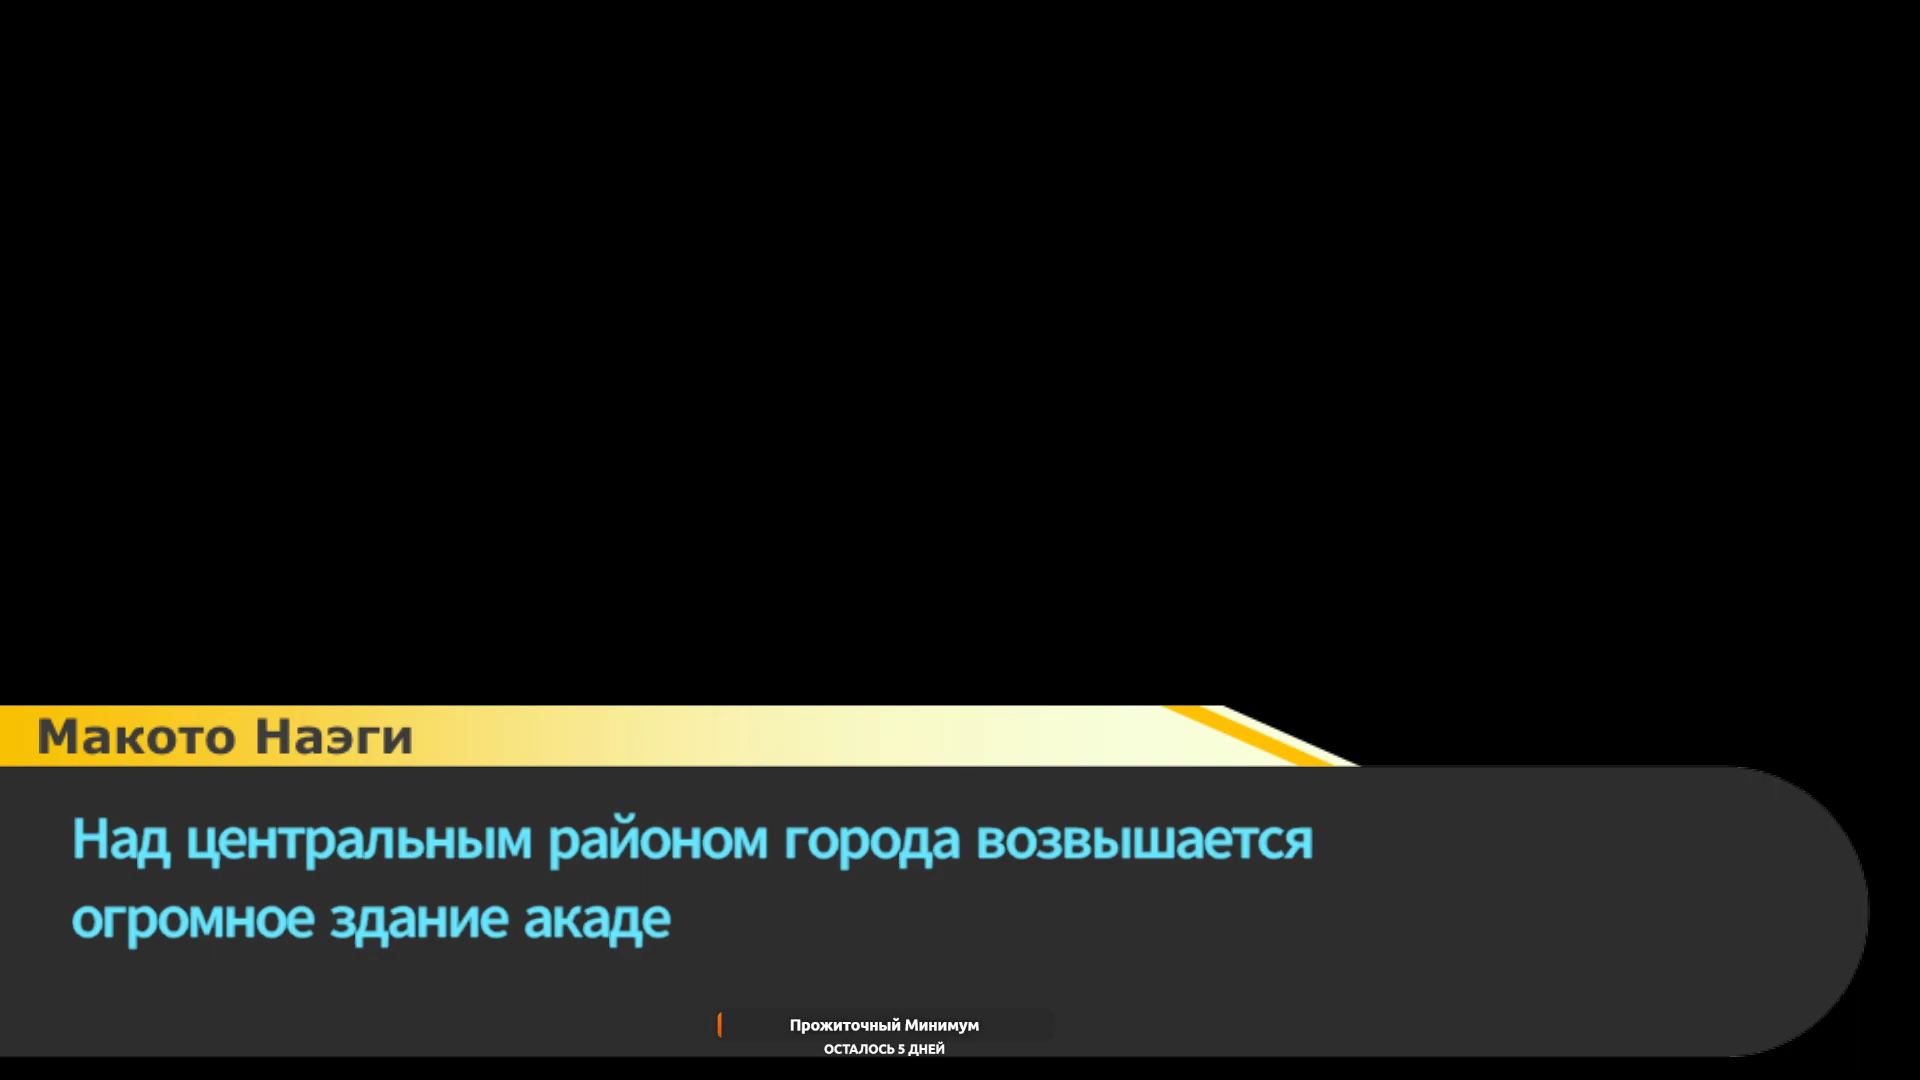 Макото Наэги
Над центральным районом города возвышается
огромное здание акаде
Прожиточный Минимум
ОСТАЛОСЬ 5 ДНЕЙ